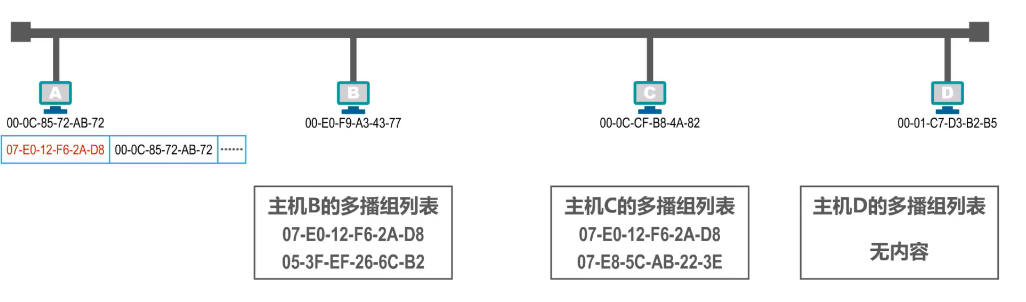 A
B
C
D
00-0C-85-72-AB-72
00-E0-F9-A3-43-77
00-0C-CF-B8-4A-82
00-01-C7-D3-B2-B5
07-E0-12-F6-2A-D8 00-0C-85-72-AB-72 ······
主机B的多播组列表
07-E0-12-F6-2A-D8
05-3F-EF-26-6C-B2
主机C的多播组列表
07-E0-12-F6-2A-D8
07-E8-5C-AB-22-3E
主机D的多播组列表
无内容